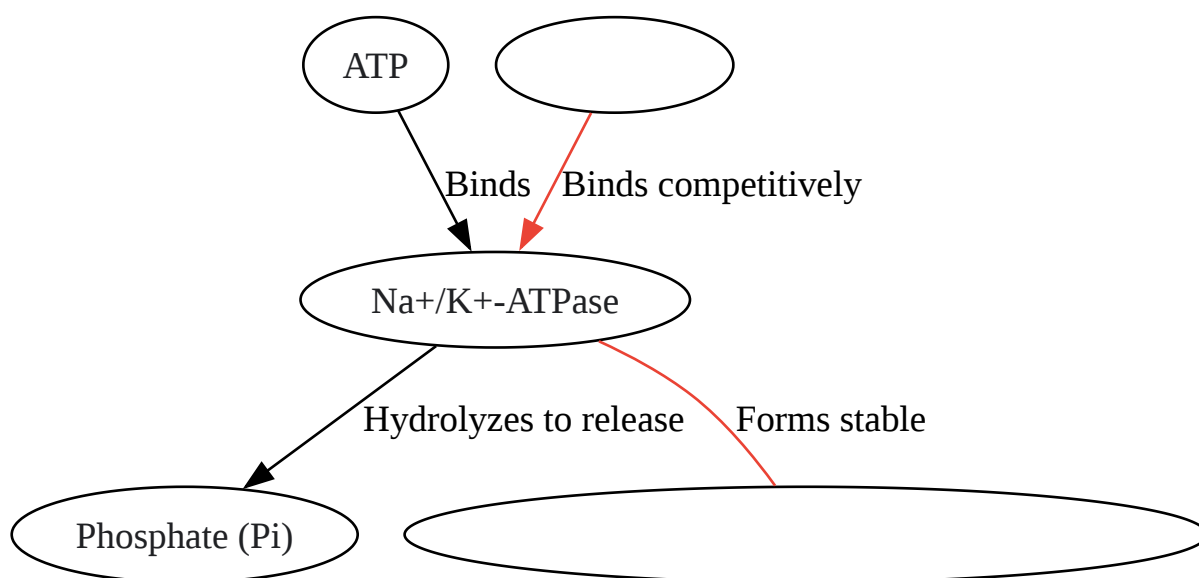 ATP
Binds
Binds competitively
Na+/K+-ATPase
Hydrolyzes to release
Forms stable
Phosphate (Pi)